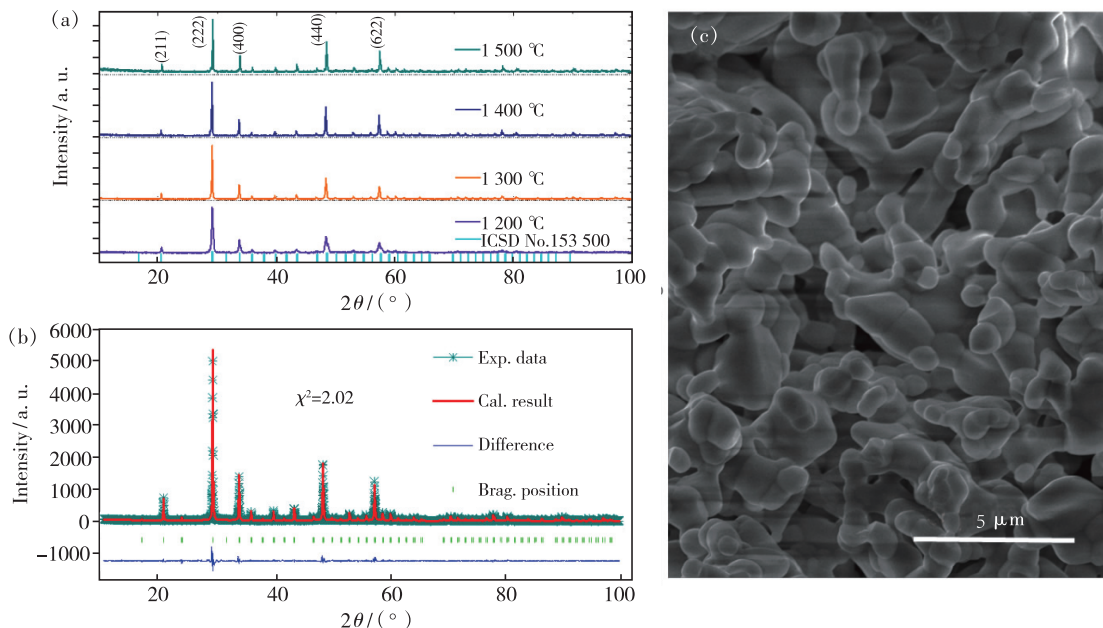 (a)
(211)
(222)
(400)
(440)
(622)
1 500 ℃
1 400 ℃
1 300 ℃
1 200 ℃
ICSD No.153 500
Intensity/a. u.
20 40 60 80 100
2θ/(°)
(b)
6000
5000
4000
3000
2000
1000
0
−1000
Intensity/a. u.
χ²=2.02
Exp. data
Cal. result
Difference
Brag. position
20 40 60 80 100
2θ/(°)
(c)
5 μm